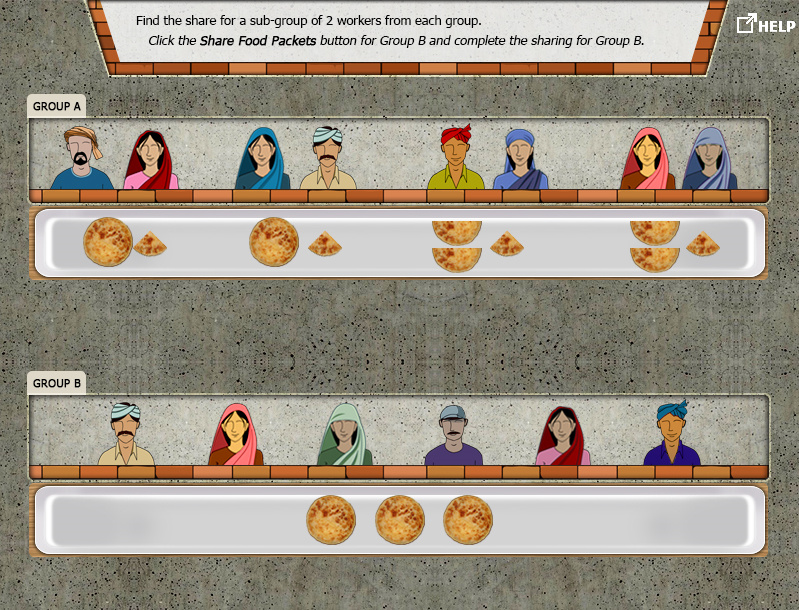 Find the share for a sub-group of 2 workers from each group.
Click the Share Food Packets button for Group B and complete the sharing for Group B.
HELP
GROUP A
GROUP B